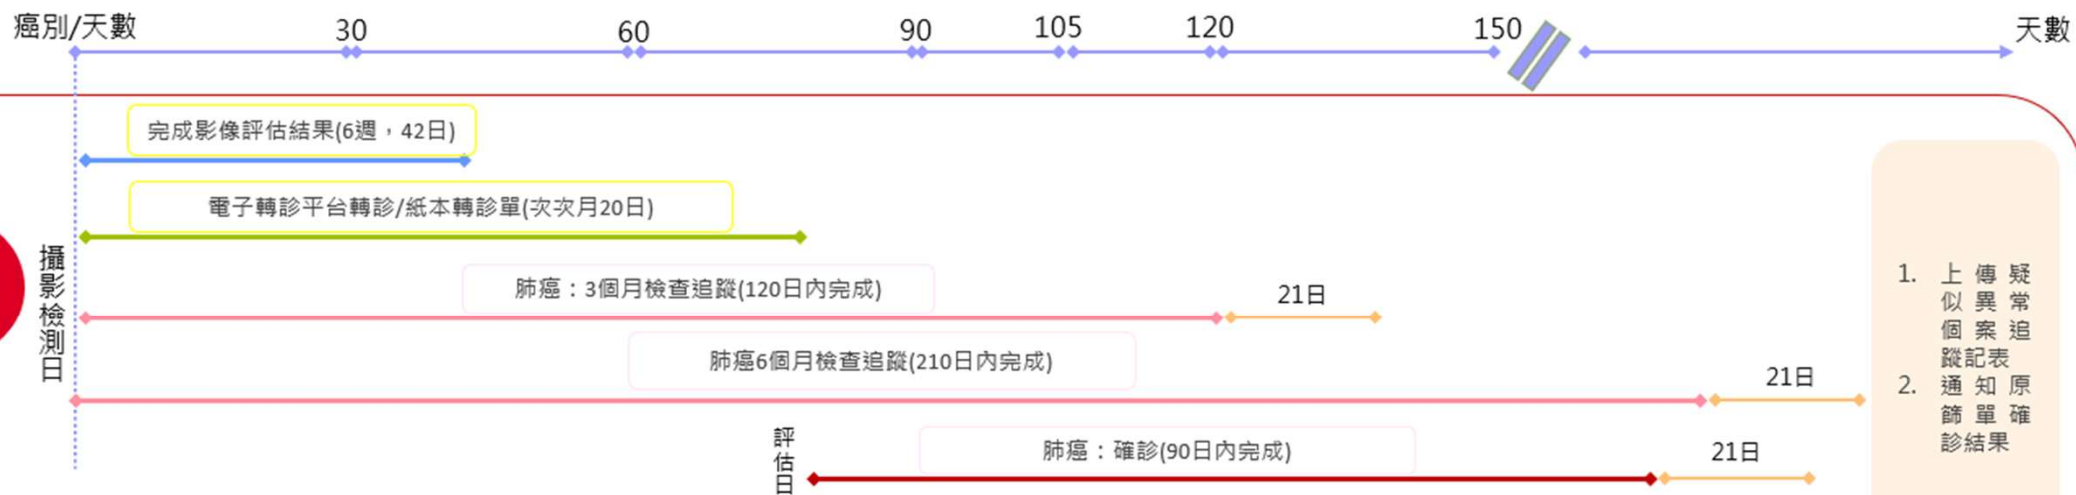 癌別/天數
30
60
90
105
120
150
天數
完成影像評估結果(6週，42日)
電子轉診平台轉診/紙本轉診單(次次月20日)
攝影檢測日
肺癌：3個月檢查追蹤(120日內完成)
21日
肺癌6個月檢查追蹤(210日內完成)
21日
評估日
肺癌：確診(90日內完成)
21日
1. 上傳疑
似異常
個案追
蹤記表
2. 通知原
篩單確
診結果